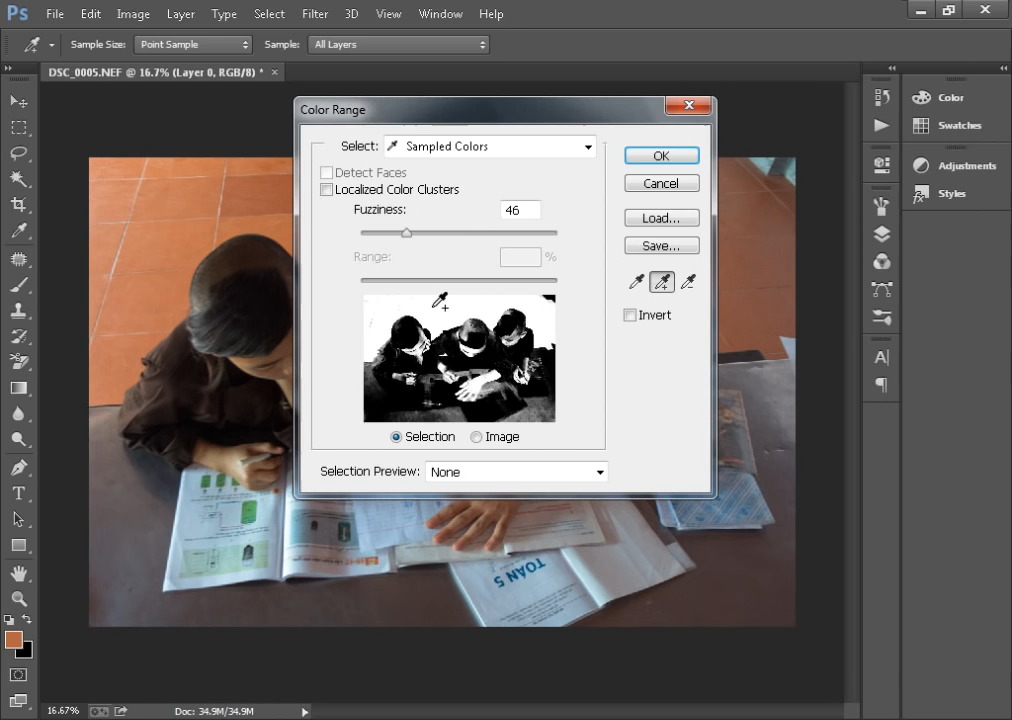 Ps File Edit Image Layer Type Select Filter 3D View Window Help
Sample Size: Point Sample Sample: All Layers
DSC_0005.NEF @ 16.7% (Layer 0, RGB/8) * ×
Color Range
Select: Sampled Colors
Detect Faces
Localized Color Clusters
Fuzziness: 46
Range: %
Selection Image
Selection Preview: None
OK
Cancel
Load...
Save...
Invert
Color
Swatches
Adjustments
Styles
TOÁN 5
16.67% Doc: 34.9M/34.9M